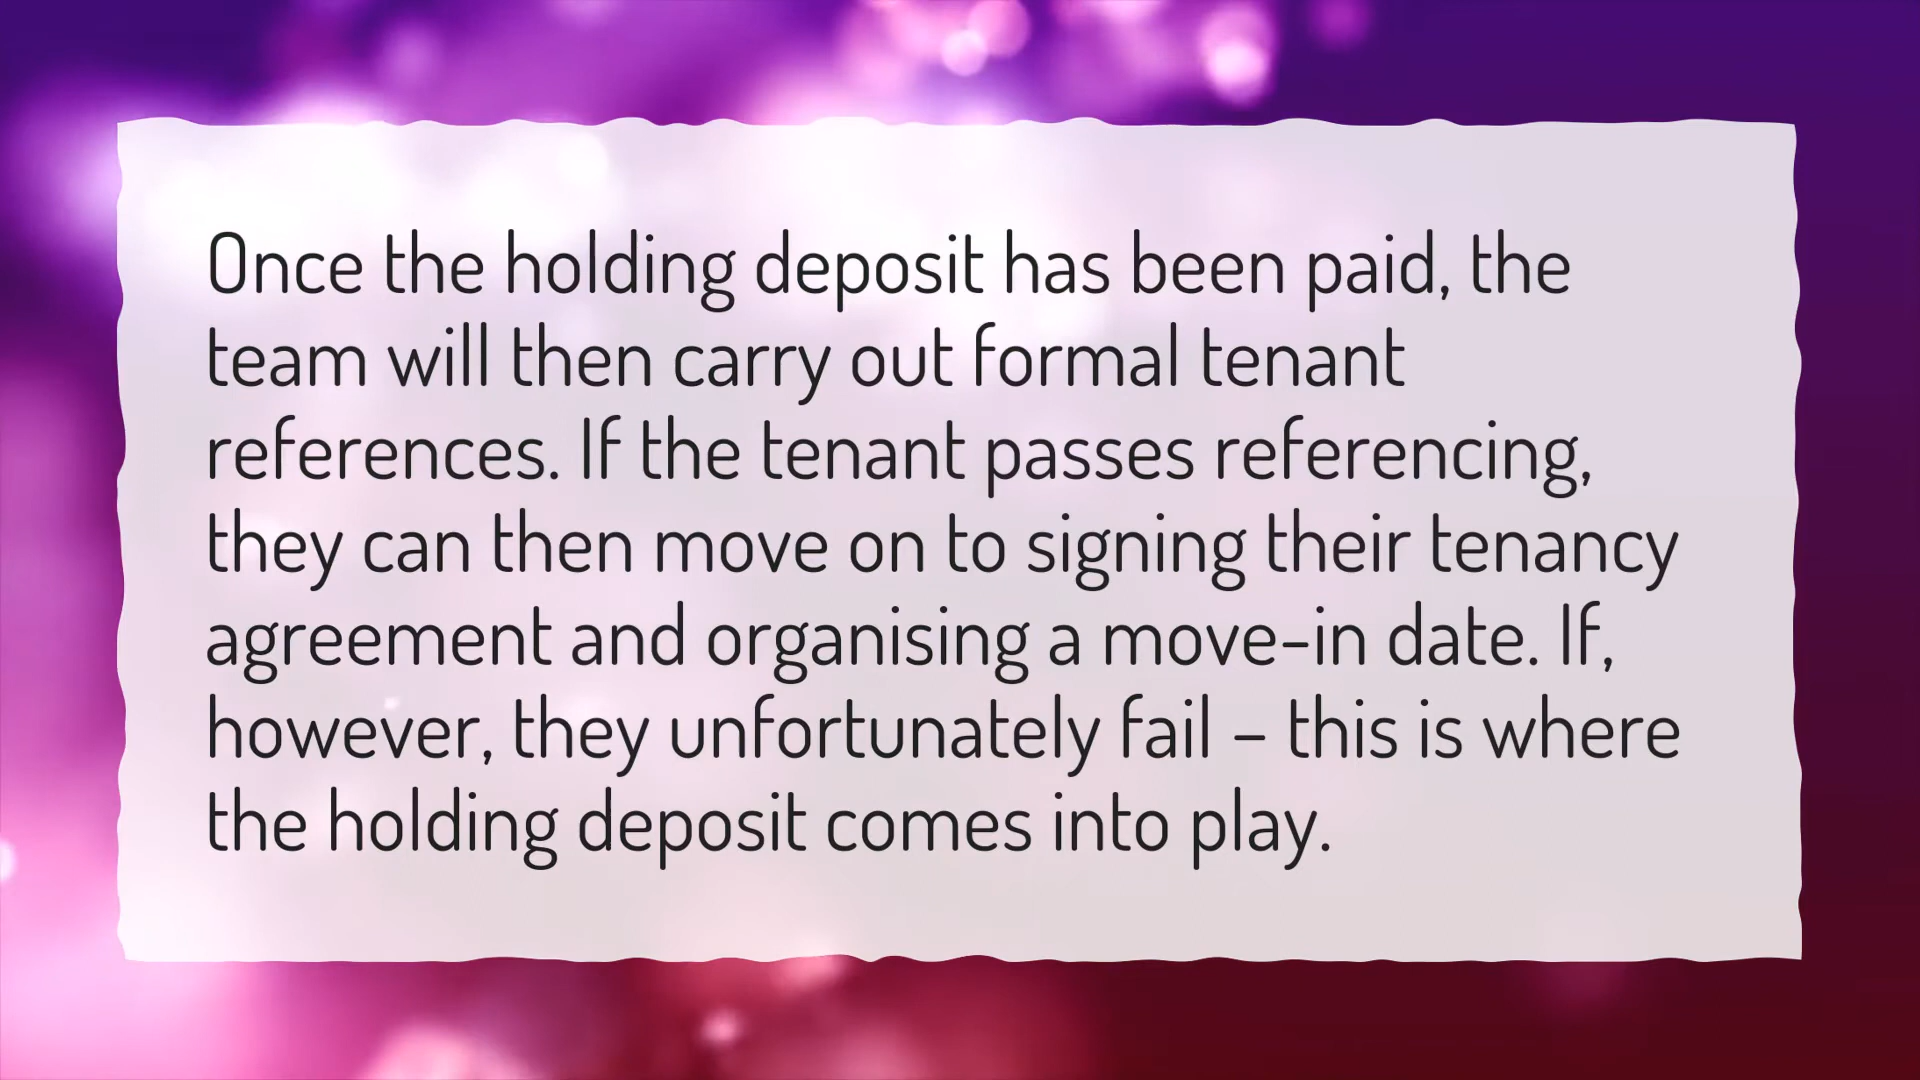 Once the holding deposit has been paid, the
team will then carry out formal tenant
references. If the tenant passes referencing,
they can then move on to signing their tenancy
agreement and organising a move-in date. If,
however, they unfortunately fail – this is where
the holding deposit comes into play.